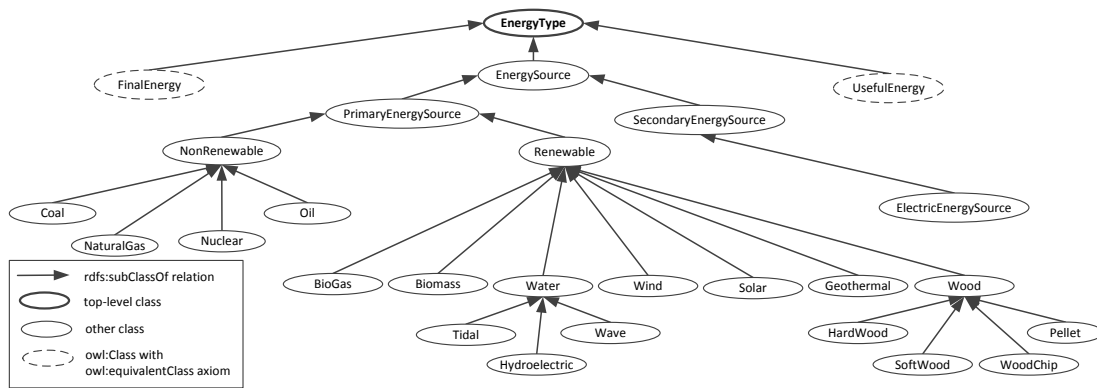 EnergyType
FinalEnergy
EnergySource
UsefulEnergy
PrimaryEnergySource
SecondaryEnergySource
NonRenewable
Renewable
Coal
Oil
ElectricEnergySource
NaturalGas
Nuclear
BioGas
Biomass
Water
Wind
Solar
Geothermal
Wood
Tidal
Wave
HardWood
Pellet
Hydroelectric
SoftWood
WoodChip
rdfs:subClassOf relation
top-level class
other class
owl:Class with
owl:equivalentClass axiom